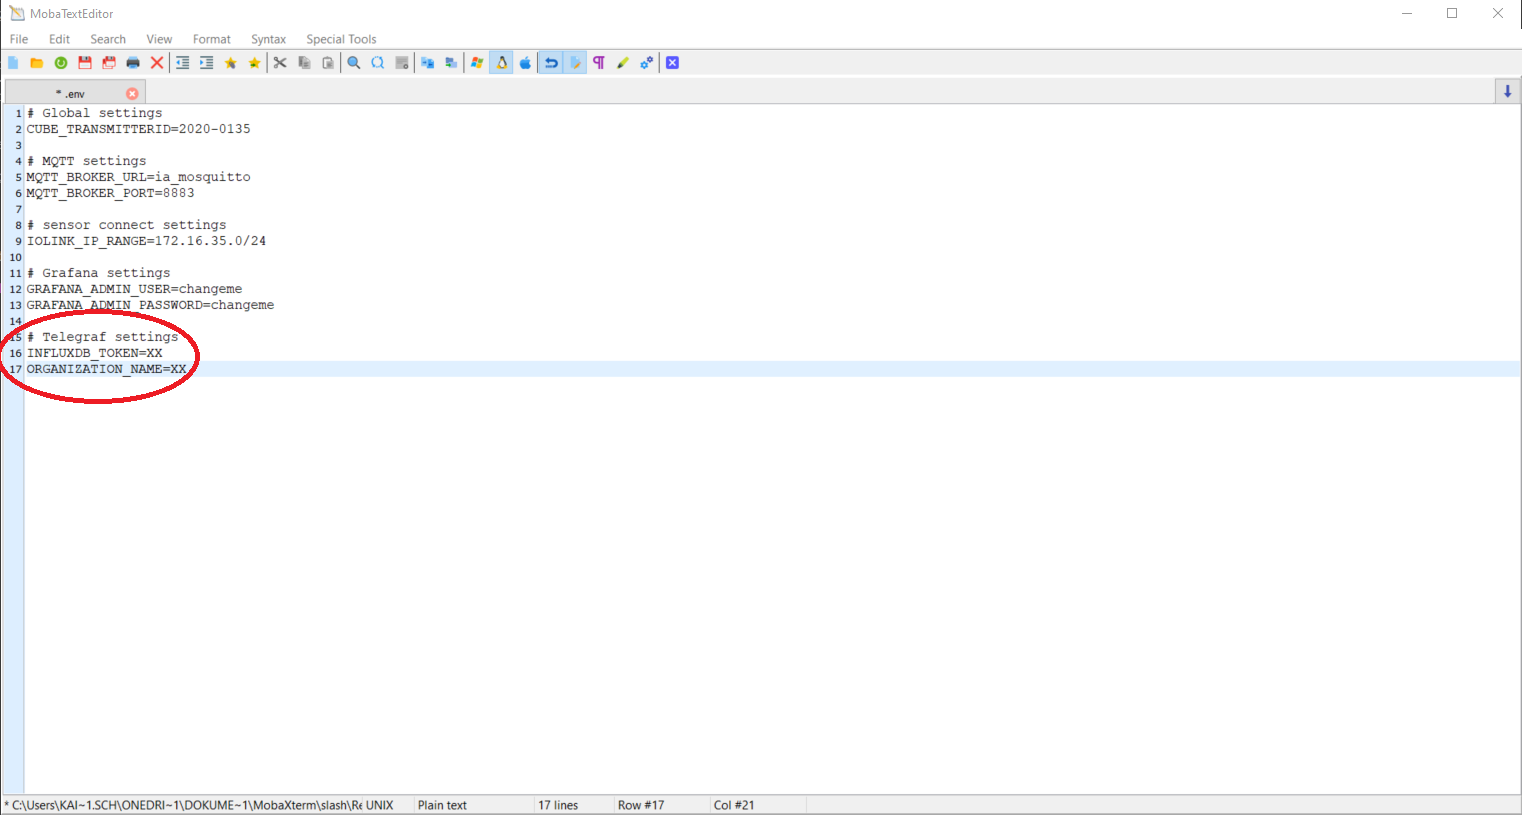 MobaTextEditor
File Edit Search View Format Syntax Special Tools
* .env
1 # Global settings
2 CUBE_TRANSMITTERID=2020-0135
3
4 # MQTT settings
5 MQTT_BROKER_URL=ia_mosquitto
6 MQTT_BROKER_PORT=8883
7
8 # sensor connect settings
9 IOLINK_IP_RANGE=172.16.35.0/24
10
11 # Grafana settings
12 GRAFANA_ADMIN_USER=changeme
13 GRAFANA_ADMIN_PASSWORD=changeme
14
15 # Telegraf settings
16 INFLUXDB_TOKEN=XX
17 ORGANIZATION_NAME=XX
* C:\Users\KAI~1.SCH\ONEDRI~1\DOKUME~1\MobaXterm\slash\Re UNIX Plain text 17 lines Row #17 Col #21